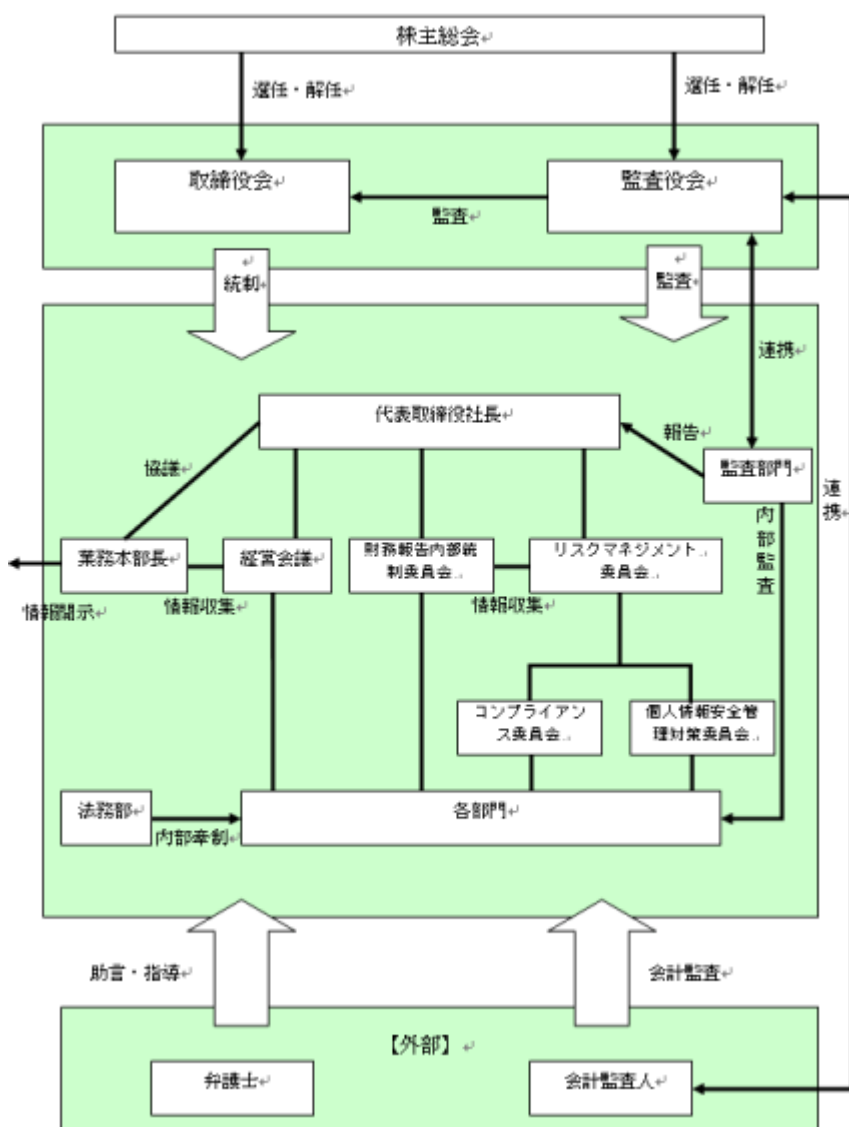 株主総会
選任・解任
選任・解任
取締役会
監査役会
監査
統制
監査
連携
代表取締役社長
報告
協議
監査部門
連
携
内
部
監
査
業務本部長
経営会議
財務報告内部統
制委員会
リスクマネジメント
委員会
情報開示
情報収集
情報収集
コンプライアン
ス委員会
個人情報安全管
理対策委員会
法務部
各部門
内部牽制
助言・指導
会計監査
【外部】
弁護士
会計監査人